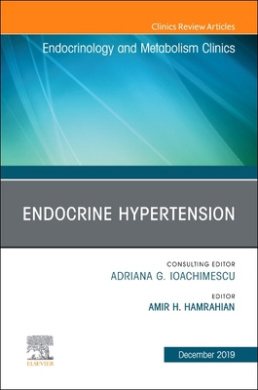 Clinics Review Articles
Endocrinology and Metabolism Clinics
ENDOCRINE HYPERTENSION
CONSULTING EDITOR
ADRIANA G. IOACHIMESCU
EDITOR
AMIR H. HAMRAHIAN
ELSEVIER
December 2019